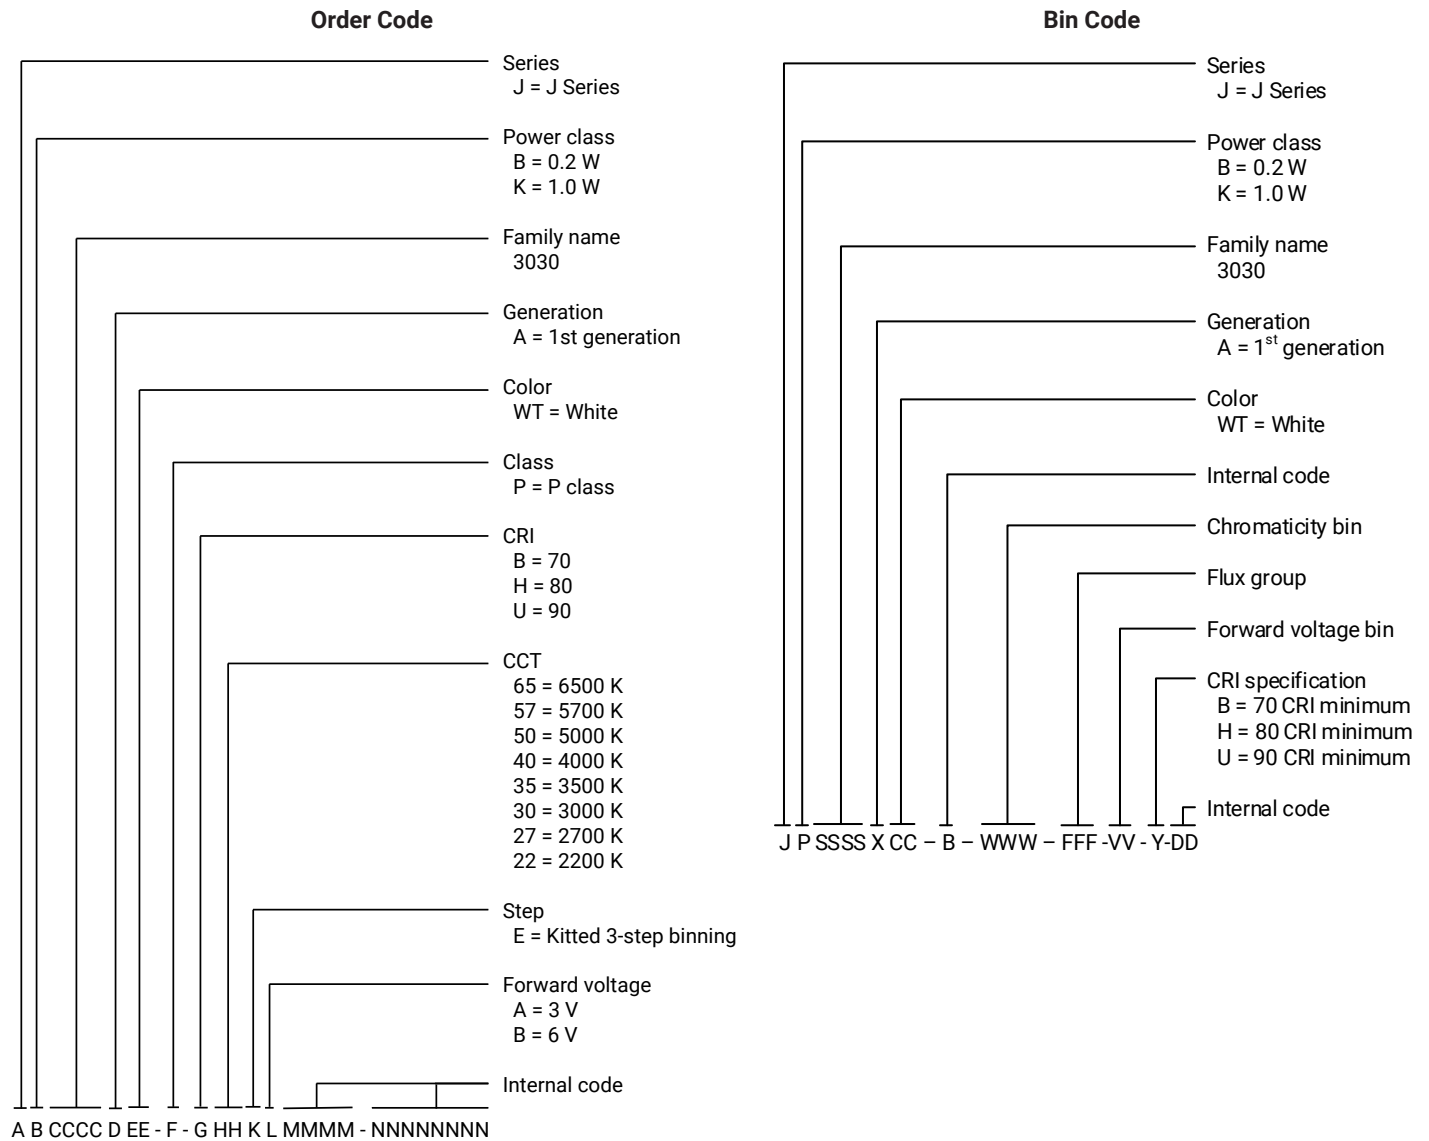 Order Code
Series
J = J Series
Power class
B = 0.2 W
K = 1.0 W
Family name
3030
Generation
A = 1st generation
Color
WT = White
Class
P = P class
CRI
B = 70
H = 80
U = 90
CCT
65 = 6500 K
57 = 5700 K
50 = 5000 K
40 = 4000 K
35 = 3500 K
30 = 3000 K
27 = 2700 K
22 = 2200 K
Step
E = Kitted 3-step binning
Forward voltage
A = 3 V
B = 6 V
Internal code
A B CCCC D EE - F - G HH K L MMMM - NNNNNNNN
Bin Code
Series
J = J Series
Power class
B = 0.2 W
K = 1.0 W
Family name
3030
Generation
A = 1st generation
Color
WT = White
Internal code
Chromaticity bin
Flux group
Forward voltage bin
CRI specification
B = 70 CRI minimum
H = 80 CRI minimum
U = 90 CRI minimum
Internal code
J P SSSS X CC – B – WWW – FFF -VV - Y-DD